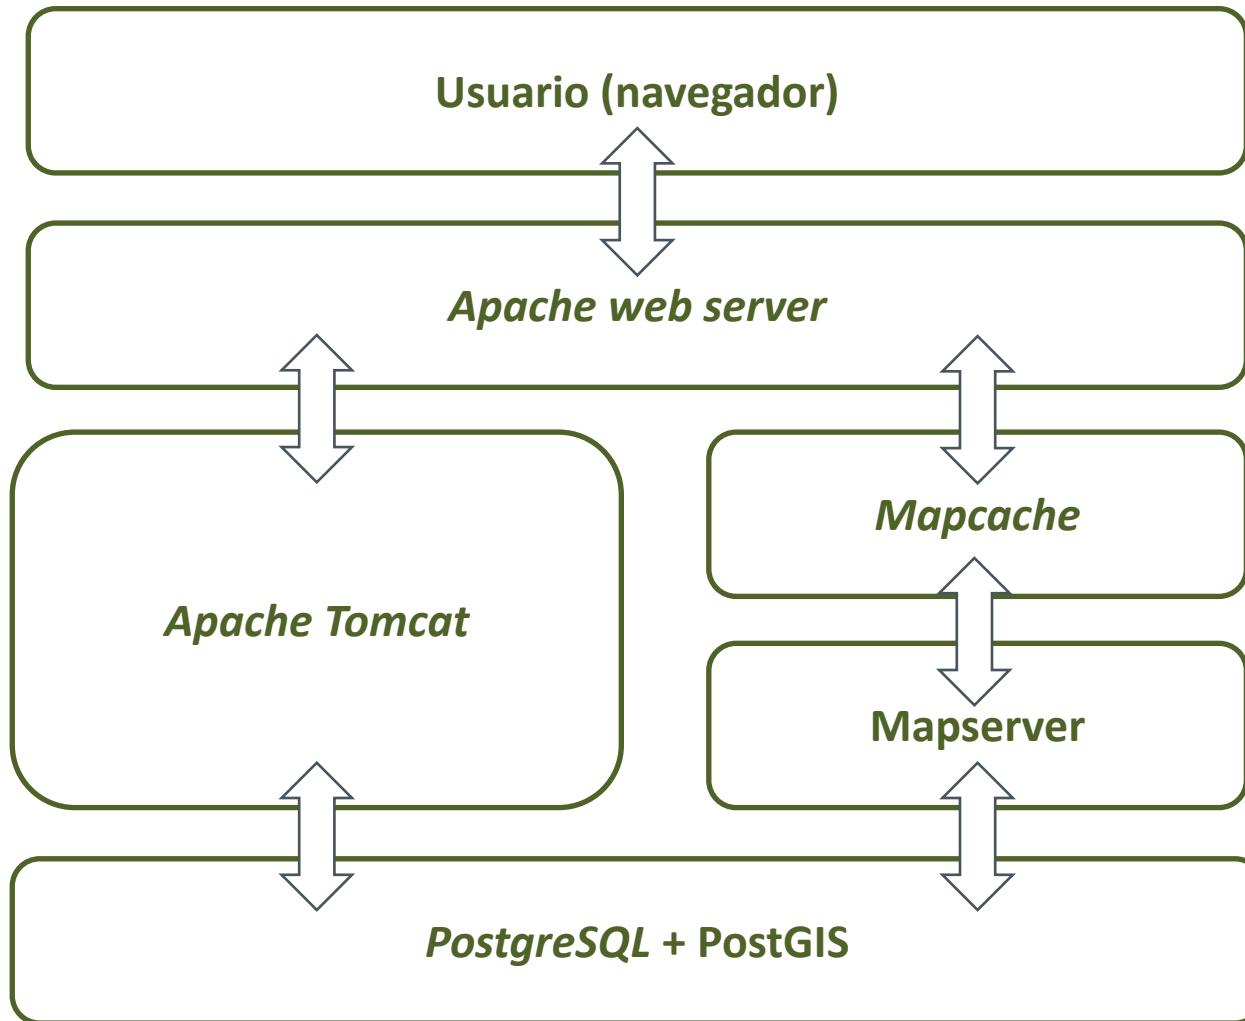 Usuario (navegador)
Apache web server
Mapcache
Apache Tomcat
Mapserver
PostgreSQL + PostGIS